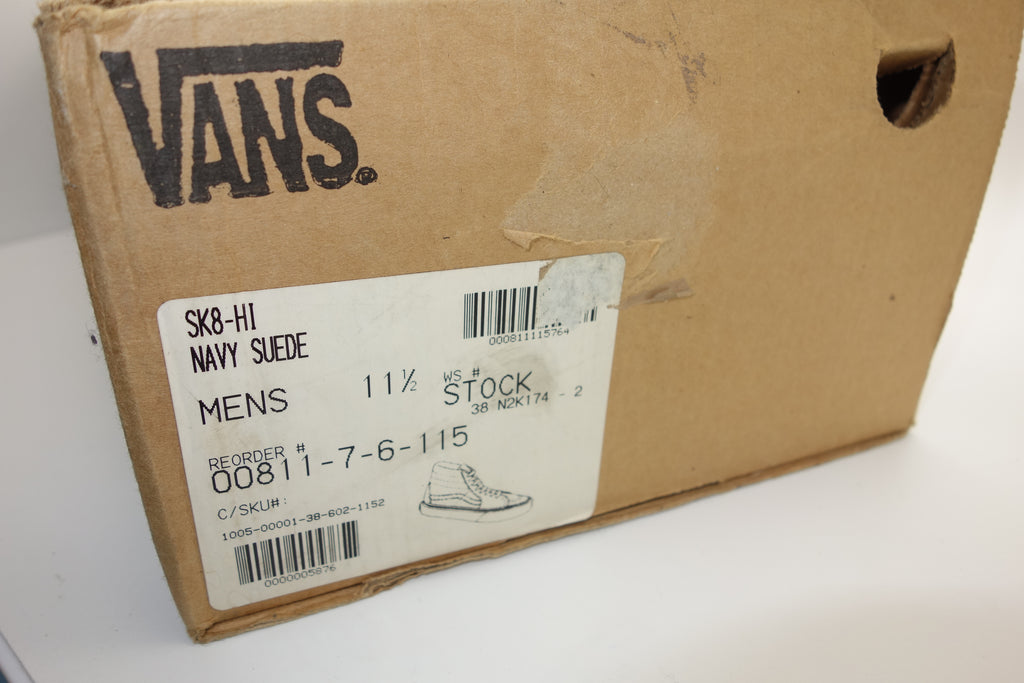 VANS.®
SK8-HI
NAVY SUEDE
000811115764
MENS 11½
WS #
STOCK
38 N2K174 - 2
REORDER #
00811-7-6-115
C/SKU#:
1005-00001-38-602-1152
0000005876